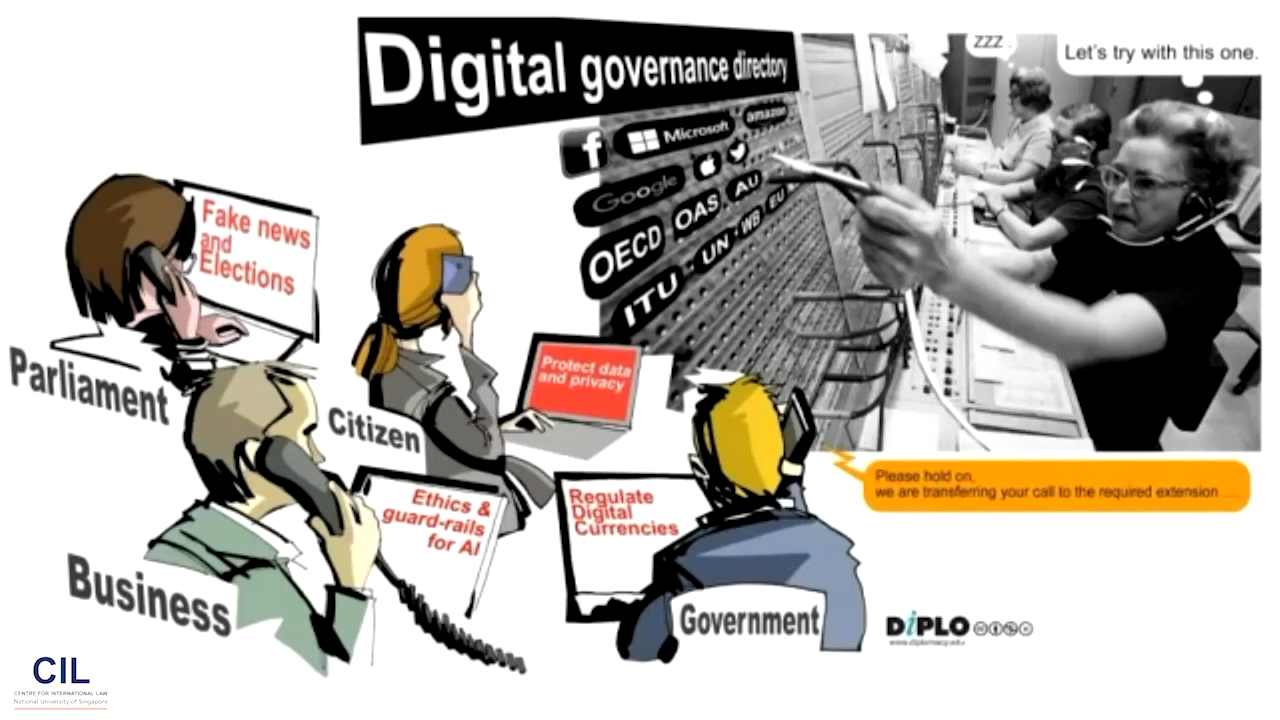 Digital governance directory
ZZZ .
Let's try with this one.
f Microsoft amazon
Google
OECD OAS AU
ITU UN WB EU
Fake news
and
Elections
Parliament
Citizen
Protect data
and privacy
Business
Ethics &
guard-rails
for AI
Regulate
Digital
Currencies
Government
Please hold on,
we are transferring your call to the required extension ....
DiPLO
www.diplomacy.edu
CIL
CENTRE FOR INTERNATIONAL LAW
National University of Singapore